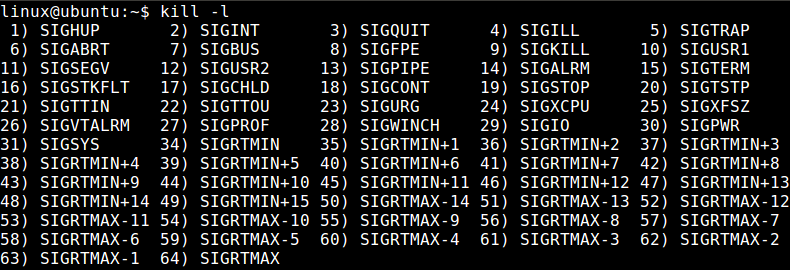 linux@ubuntu:~$ kill -l
 1) SIGHUP       2) SIGINT       3) SIGQUIT      4) SIGILL       5) SIGTRAP
 6) SIGABRT      7) SIGBUS       8) SIGFPE       9) SIGKILL     10) SIGUSR1
11) SIGSEGV     12) SIGUSR2     13) SIGPIPE     14) SIGALRM     15) SIGTERM
16) SIGSTKFLT   17) SIGCHLD     18) SIGCONT     19) SIGSTOP     20) SIGTSTP
21) SIGTTIN     22) SIGTTOU     23) SIGURG      24) SIGXCPU     25) SIGXFSZ
26) SIGVTALRM   27) SIGPROF     28) SIGWINCH    29) SIGIO       30) SIGPWR
31) SIGSYS      34) SIGRTMIN    35) SIGRTMIN+1  36) SIGRTMIN+2  37) SIGRTMIN+3
38) SIGRTMIN+4  39) SIGRTMIN+5  40) SIGRTMIN+6  41) SIGRTMIN+7  42) SIGRTMIN+8
43) SIGRTMIN+9  44) SIGRTMIN+10 45) SIGRTMIN+11 46) SIGRTMIN+12 47) SIGRTMIN+13
48) SIGRTMIN+14 49) SIGRTMIN+15 50) SIGRTMAX-14 51) SIGRTMAX-13 52) SIGRTMAX-12
53) SIGRTMAX-11 54) SIGRTMAX-10 55) SIGRTMAX-9  56) SIGRTMAX-8  57) SIGRTMAX-7
58) SIGRTMAX-6  59) SIGRTMAX-5  60) SIGRTMAX-4  61) SIGRTMAX-3  62) SIGRTMAX-2
63) SIGRTMAX-1  64) SIGRTMAX